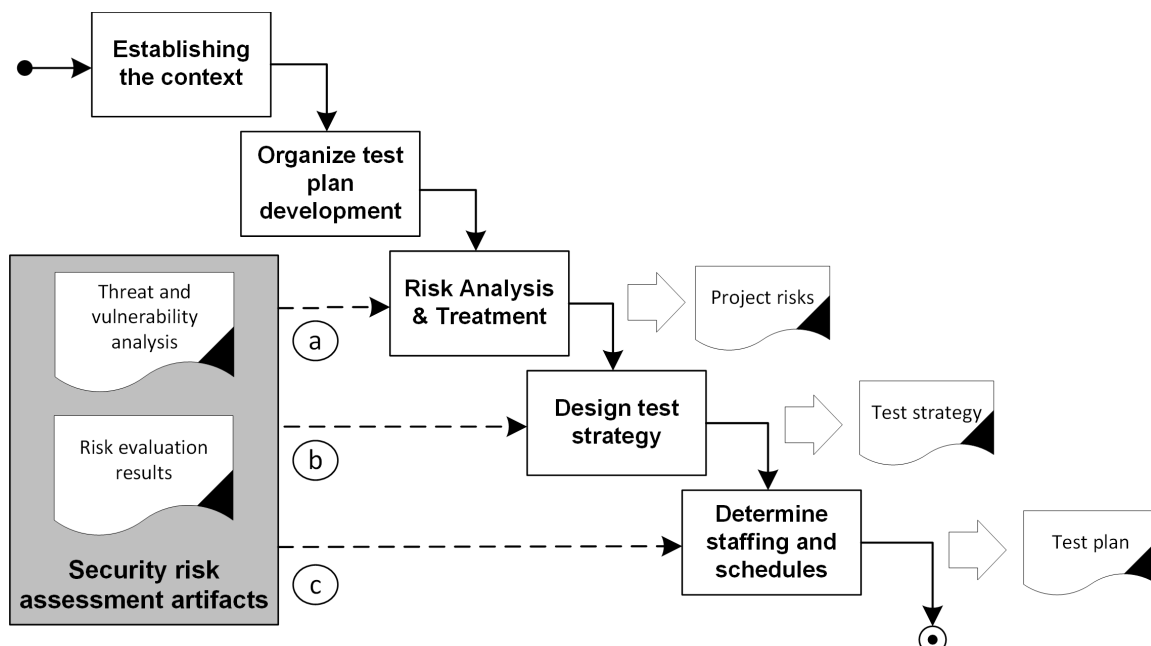 Establishing
the context
Organize test
plan
development
Threat and
vulnerability
analysis
a
Risk Analysis
& Treatment
Project risks
Risk evaluation
results
b
Design test
strategy
Test strategy
Security risk
assessment artifacts
c
Determine
staffing and
schedules
Test plan